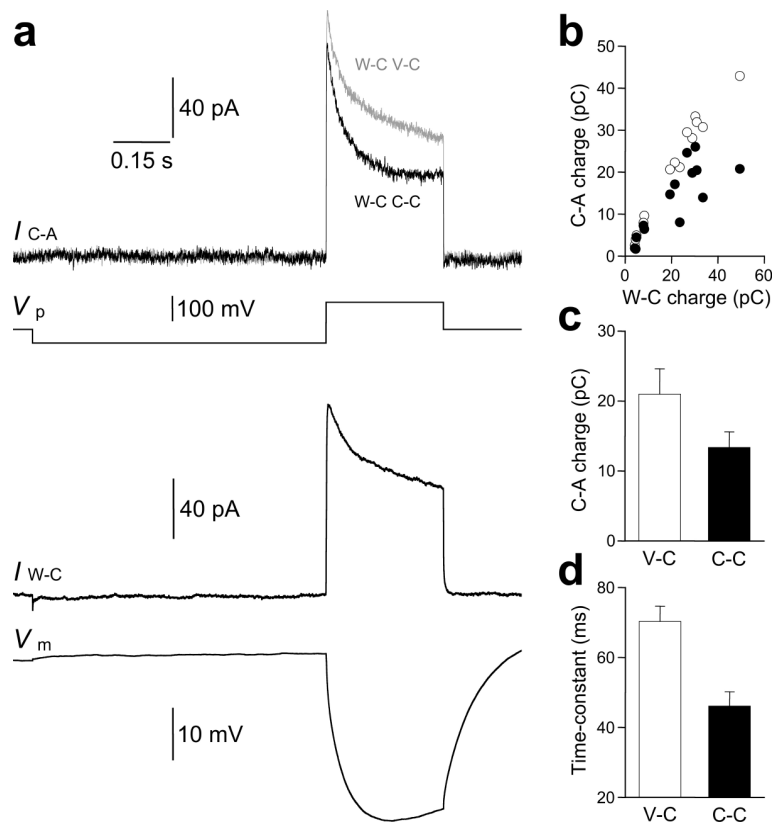 a
W-C V-C
40 pA
0.15 s
W-C C-C
I C-A
V p
100 mV
40 pA
I W-C
V m
10 mV
b
C-A charge (pC)
50
40
30
20
10
0
0 20 40 60
W-C charge (pC)
c
C-A charge (pC)
30
20
10
0
V-C C-C
d
Time-constant (ms)
80
60
40
20
V-C C-C